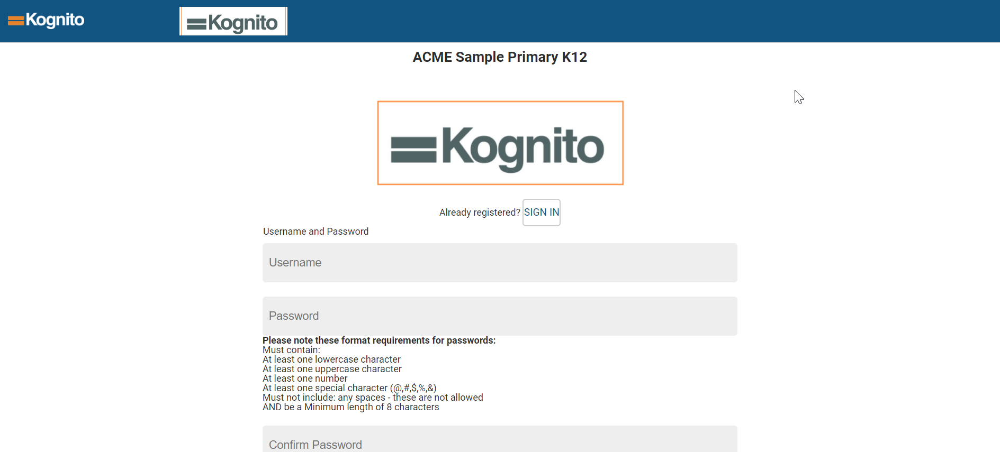 Kognito
Kognito
ACME Sample Primary K12
Kognito
Already registered? SIGN IN
Username and Password
Username
Password
Please note these format requirements for passwords:
Must contain:
At least one lowercase character
At least one uppercase character
At least one number
At least one special character (@,#,$,%,&)
Must not include: any spaces - these are not allowed
AND be a Minimum length of 8 characters
Confirm Password